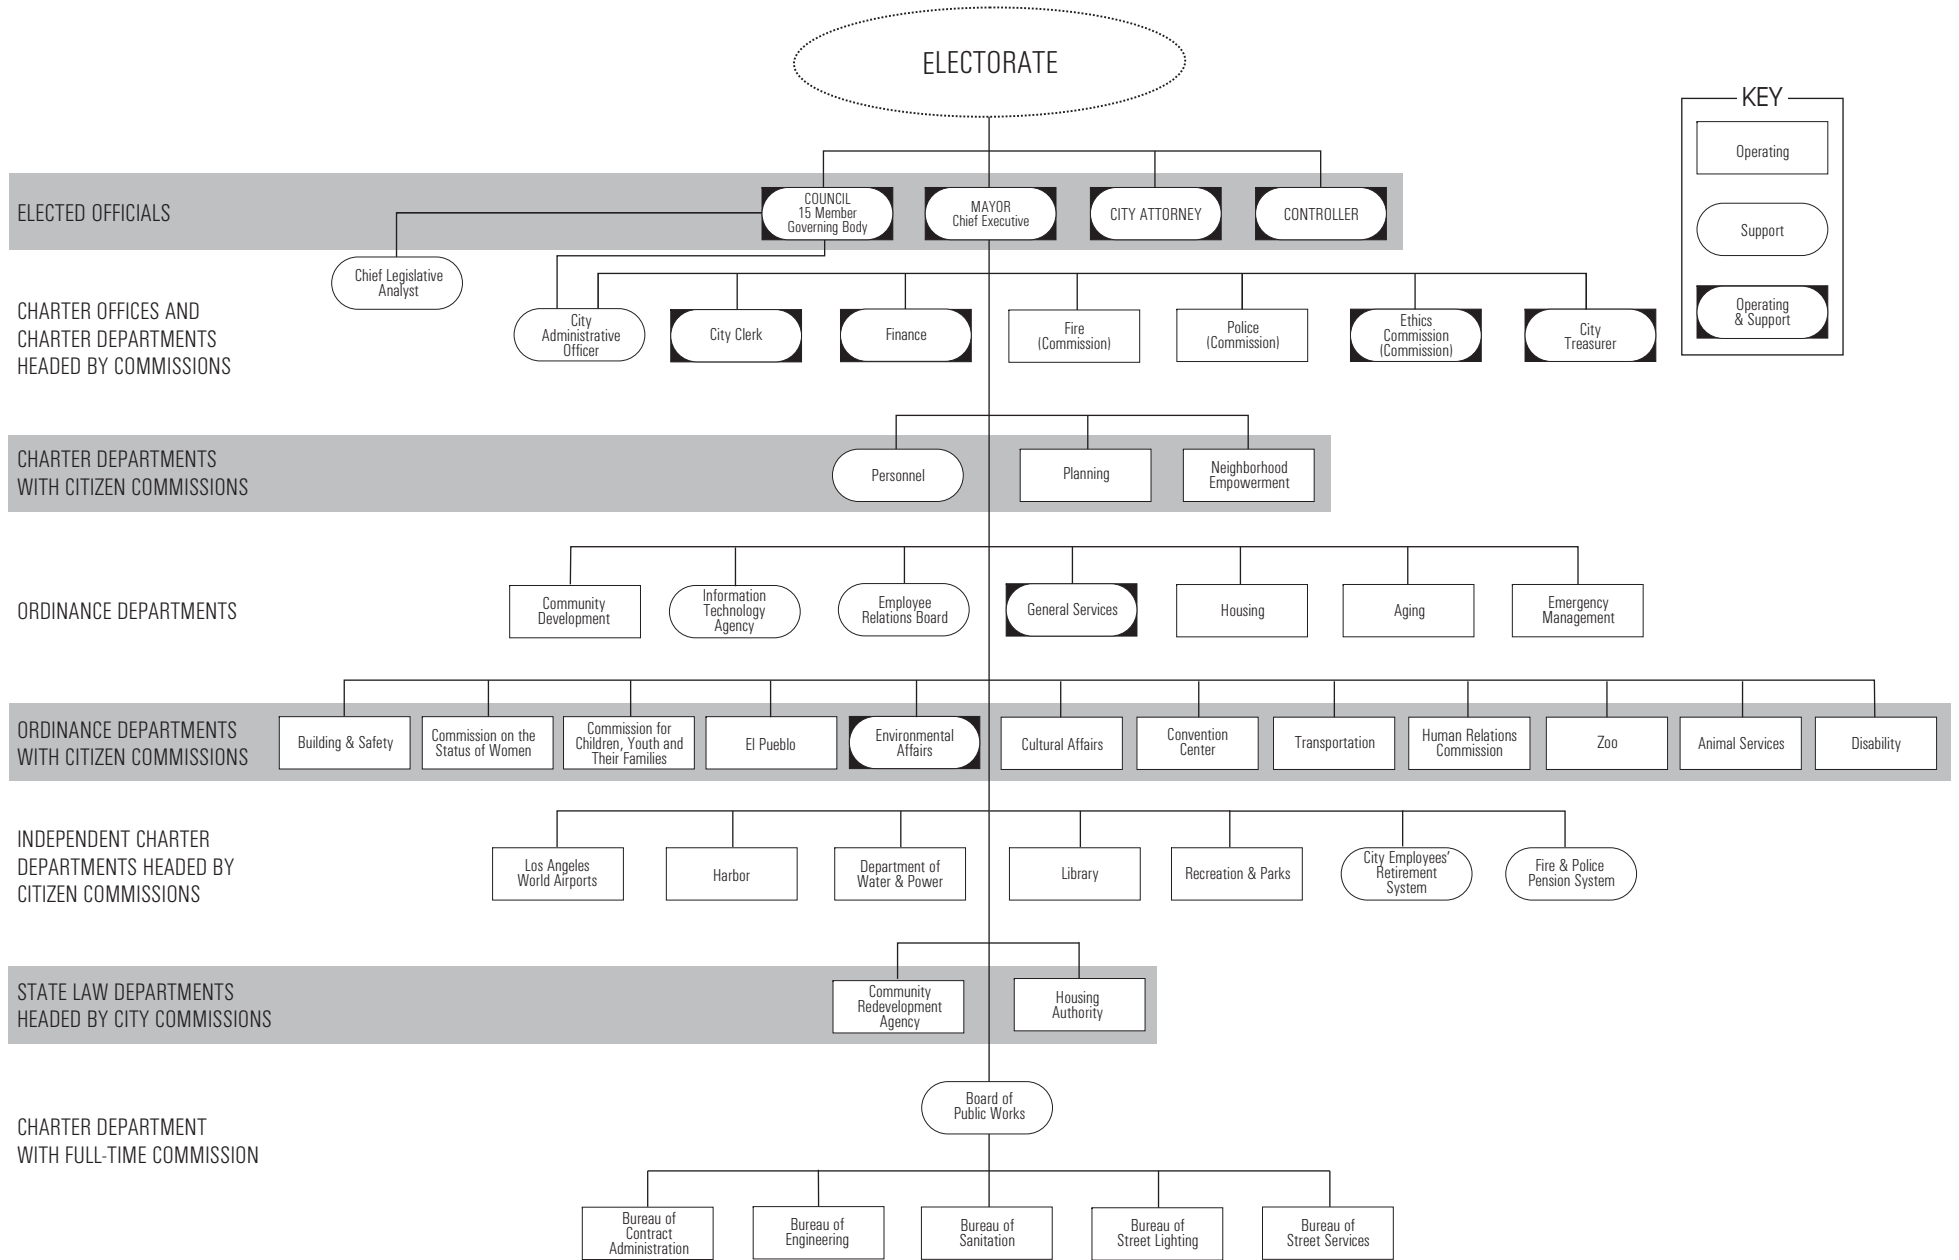 ELECTORATE
KEY
Operating
Support
Operating
& Support
ELECTED OFFICIALS
COUNCIL
15 Member
Governing Body
MAYOR
Chief Executive
CITY ATTORNEY
CONTROLLER
Chief Legislative
Analyst
CHARTER OFFICES AND
CHARTER DEPARTMENTS
HEADED BY COMMISSIONS
City
Administrative
Officer
City Clerk
Finance
Fire
(Commission)
Police
(Commission)
Ethics
Commission
(Commission)
City
Treasurer
CHARTER DEPARTMENTS
WITH CITIZEN COMMISSIONS
Personnel
Planning
Neighborhood
Empowerment
ORDINANCE DEPARTMENTS
Community
Development
Information
Technology
Agency
Employee
Relations Board
General Services
Housing
Aging
Emergency
Management
ORDINANCE DEPARTMENTS
WITH CITIZEN COMMISSIONS
Building & Safety
Commission on the
Status of Women
Commission for
Children, Youth and
Their Families
El Pueblo
Environmental
Affairs
Cultural Affairs
Convention
Center
Transportation
Human Relations
Commission
Zoo
Animal Services
Disability
INDEPENDENT CHARTER
DEPARTMENTS HEADED BY
CITIZEN COMMISSIONS
Los Angeles
World Airports
Harbor
Department of
Water & Power
Library
Recreation & Parks
City Employees'
Retirement
System
Fire & Police
Pension System
STATE LAW DEPARTMENTS
HEADED BY CITY COMMISSIONS
Community
Redevelopment
Agency
Housing
Authority
CHARTER DEPARTMENT
WITH FULL-TIME COMMISSION
Board of
Public Works
Bureau of
Contract
Administration
Bureau of
Engineering
Bureau of
Sanitation
Bureau of
Street Lighting
Bureau of
Street Services